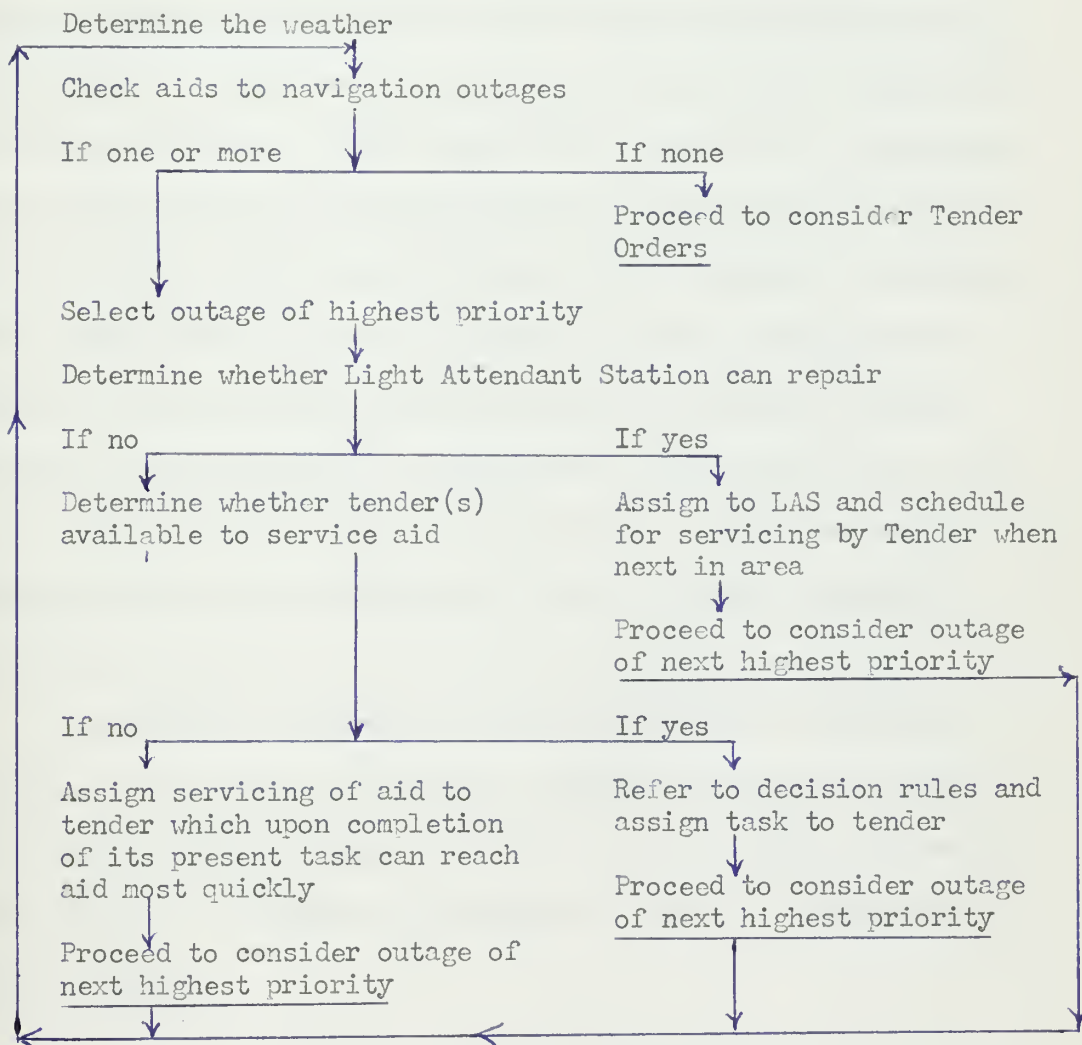 Determine the weather
Check aids to navigation outages
If one or more
If none
Proceed to consider Tender
Orders
Select outage of highest priority
Determine whether Light Attendant Station can repair
If no
If yes
Determine whether tender(s)
available to service aid
Assign to LAS and schedule
for servicing by Tender when
next in area
Proceed to consider outage
of next highest priority
If no
If yes
Assign servicing of aid to
tender which upon completion
of its present task can reach
aid most quickly
Proceed to consider outage of
next highest priority
Refer to decision rules and
assign task to tender
Proceed to consider outage
of next highest priority